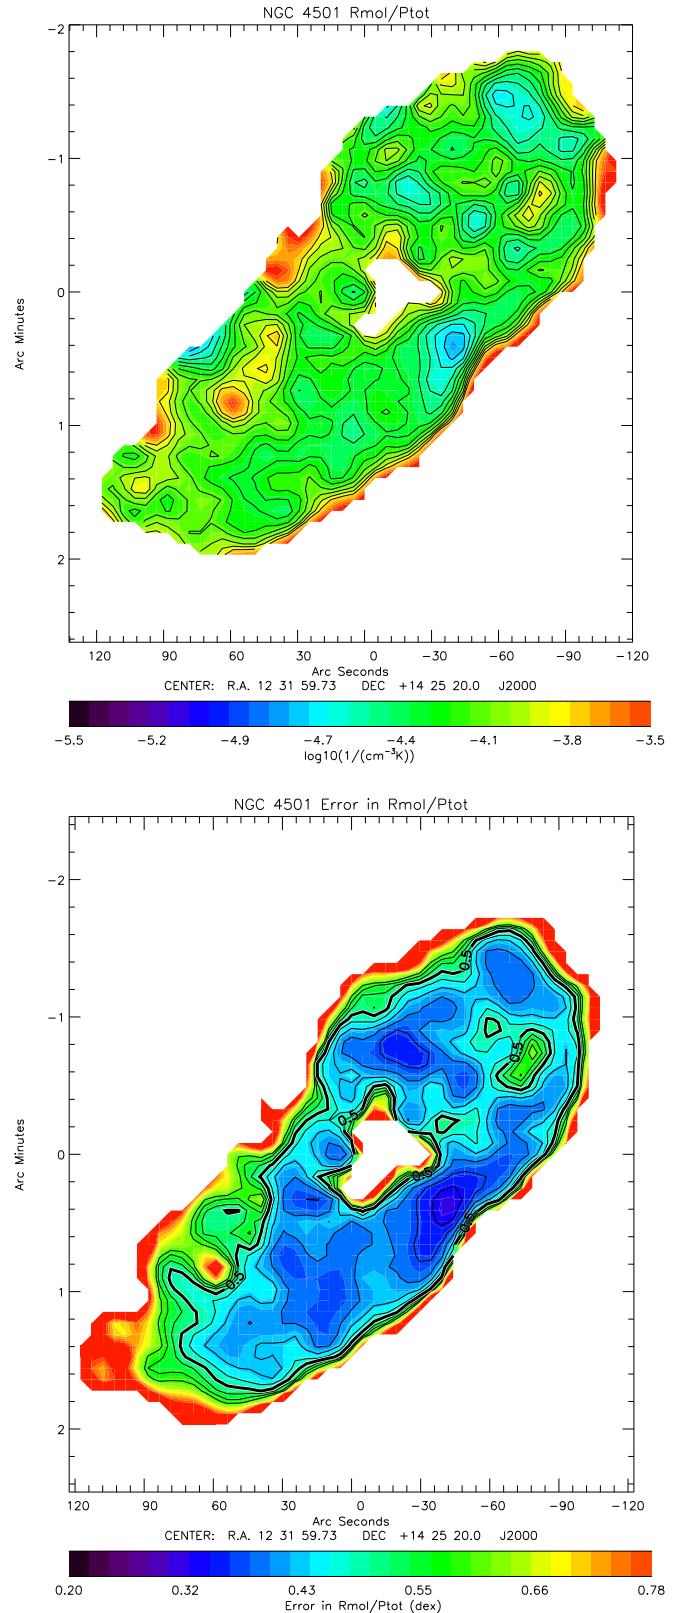 NGC 4501 Rmol/Ptot
−2
−1
0
1
2
Arc Minutes
120 90 60 30 0 −30 −60 −90 −120
Arc Seconds
CENTER: R.A. 12 31 59.73 DEC +14 25 20.0 J2000
−5.5 −5.2 −4.9 −4.7 −4.4 −4.1 −3.8 −3.5
log10(1/(cm−3K))
NGC 4501 Error in Rmol/Ptot
−2
0.5
−1
0.5
0.5
0
0.5
0.5
0.5
1
2
Arc Minutes
120 90 60 30 0 −30 −60 −90 −120
Arc Seconds
CENTER: R.A. 12 31 59.73 DEC +14 25 20.0 J2000
0.20 0.32 0.43 0.55 0.66 0.78
Error in Rmol/Ptot (dex)